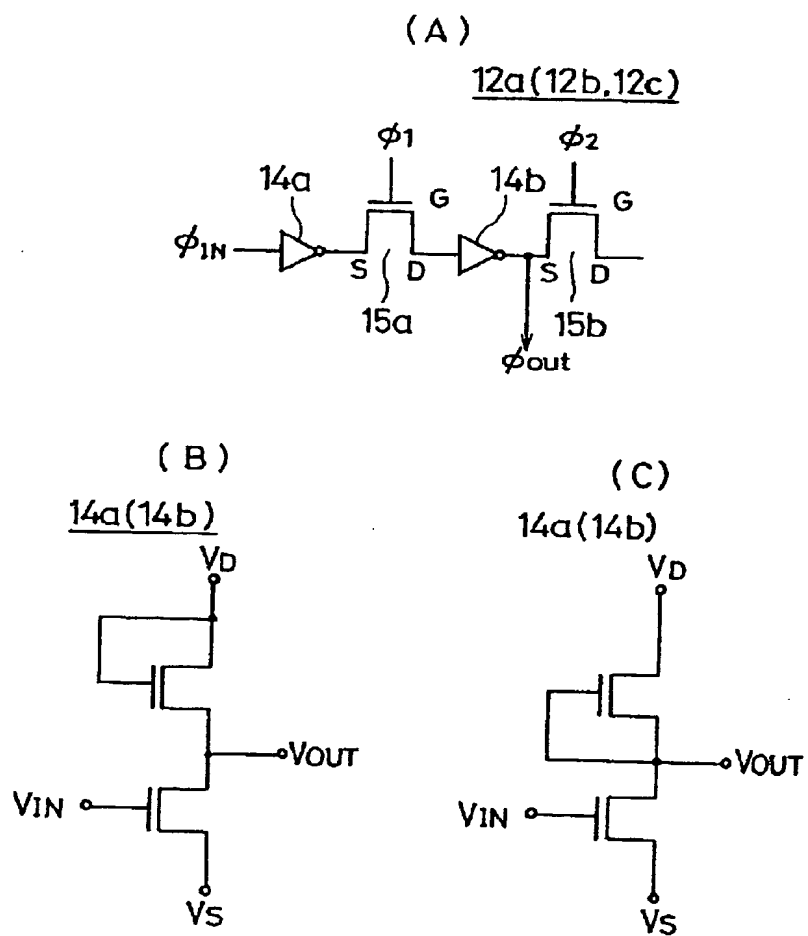 (A)
12a(12b,12c)
ϕ1
ϕ2
14a
14b
G
G
ϕIN
S
D
S
D
15a
15b
ϕout
(B)
(C)
14a(14b)
14a(14b)
VD
VD
VOUT
VOUT
VIN
VIN
VS
VS